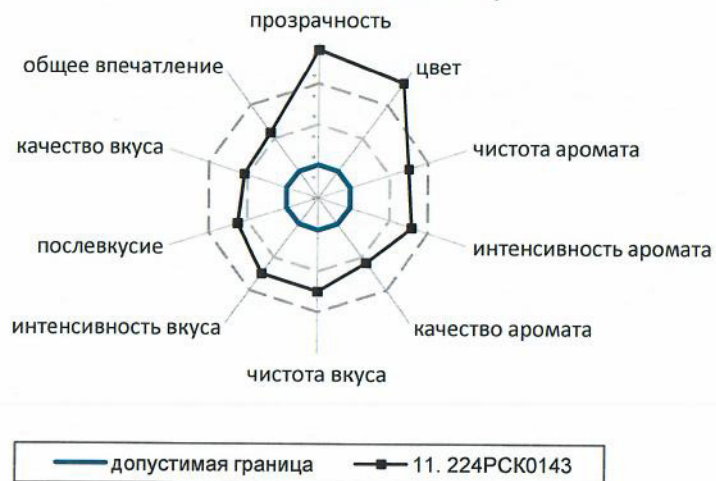 прозрачность
общее впечатление
цвет
качество вкуса
чистота аромата
послевкусие
интенсивность аромата
интенсивность вкуса
качество аромата
чистота вкуса
допустимая граница
11. 224РСК0143